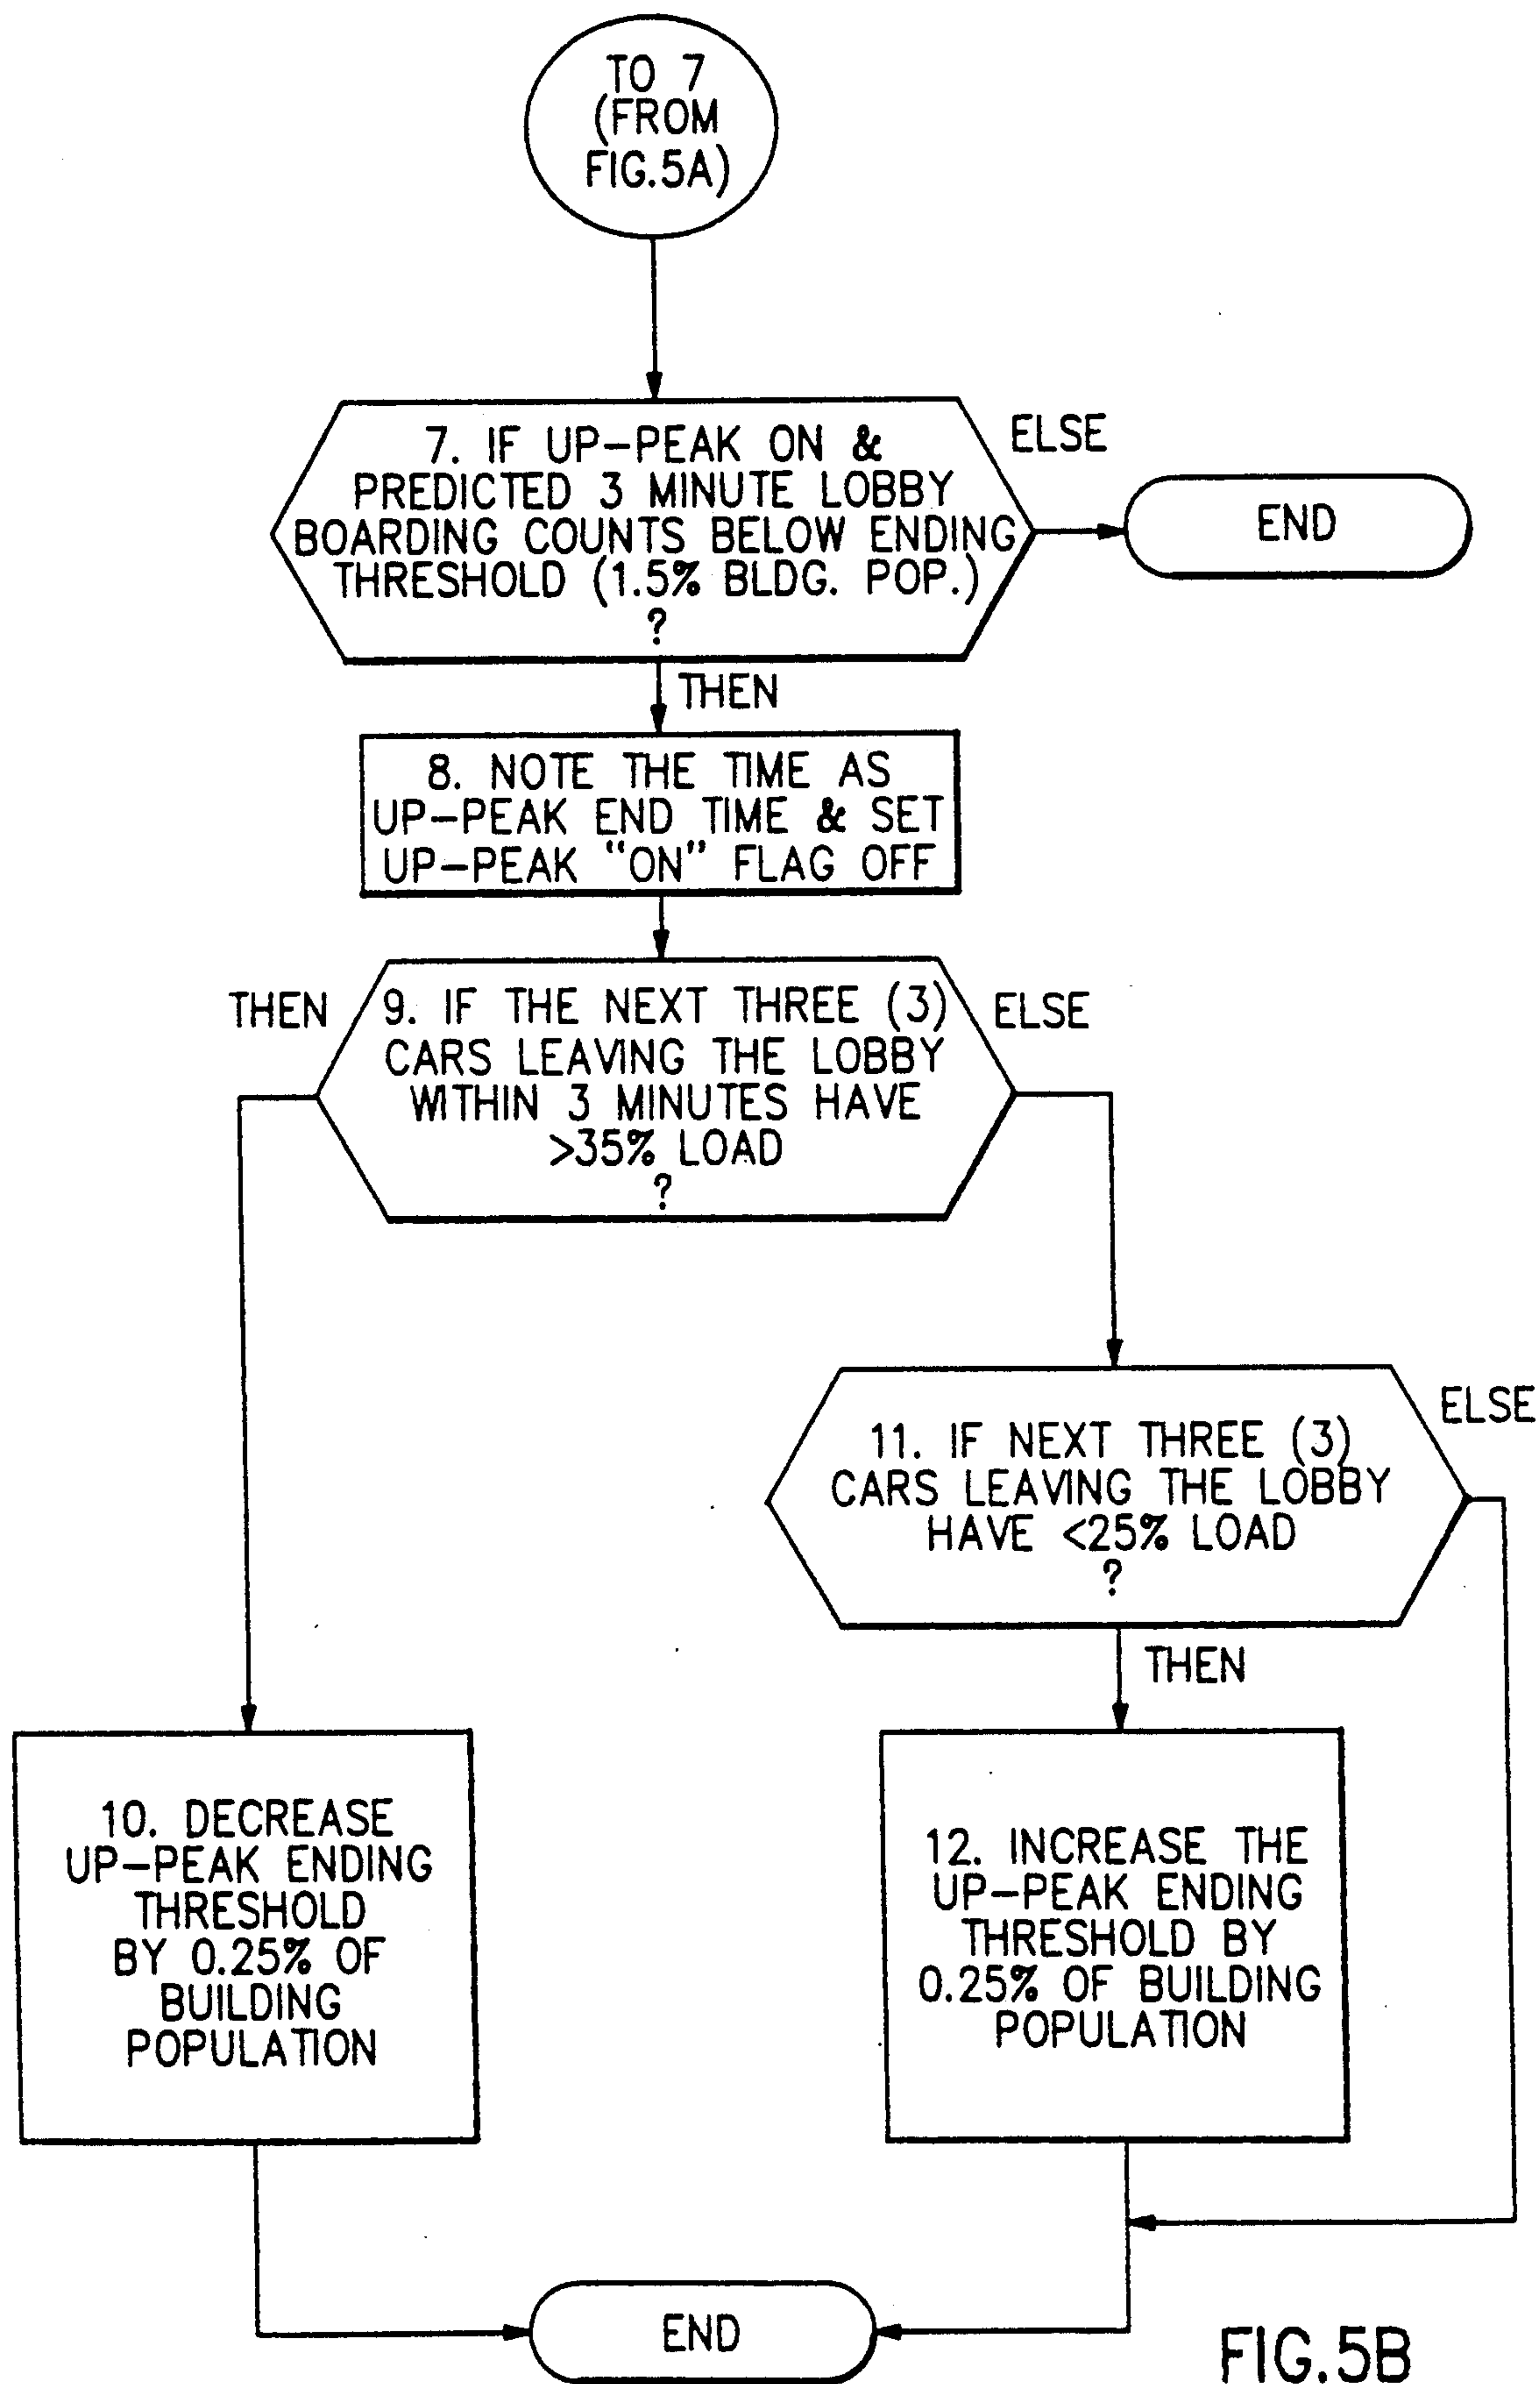 TO 7
(FROM
FIG.5A)
7. IF UP-PEAK ON &
PREDICTED 3 MINUTE LOBBY
BOARDING COUNTS BELOW ENDING
THRESHOLD (1.5% BLDG. POP.)
?
ELSE
END
THEN
8. NOTE THE TIME AS
UP-PEAK END TIME & SET
UP-PEAK "ON" FLAG OFF
THEN
9. IF THE NEXT THREE (3)
CARS LEAVING THE LOBBY
WITHIN 3 MINUTES HAVE
>35% LOAD
?
ELSE
11. IF NEXT THREE (3)
CARS LEAVING THE LOBBY
HAVE <25% LOAD
?
ELSE
THEN
10. DECREASE
UP-PEAK ENDING
THRESHOLD
BY 0.25% OF
BUILDING
POPULATION
12. INCREASE THE
UP-PEAK ENDING
THRESHOLD BY
0.25% OF BUILDING
POPULATION
END
FIG.5B